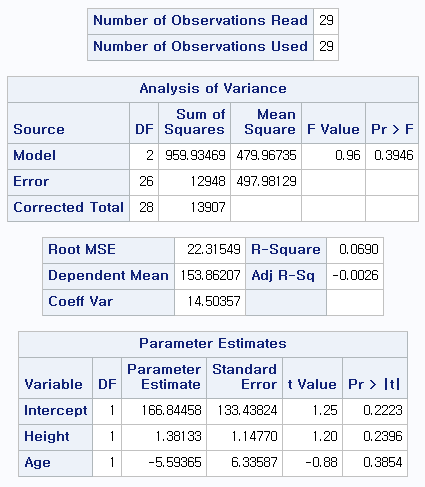 Number of Observations Read 29
Number of Observations Used 29
Analysis of Variance
Source DF Sum of Squares Mean Square F Value Pr > F
Model 2 959.93469 479.96735 0.96 0.3946
Error 26 12948 497.98129
Corrected Total 28 13907
Root MSE 22.31549 R-Square 0.0690
Dependent Mean 153.86207 Adj R-Sq -0.0026
Coeff Var 14.50357
Parameter Estimates
Variable DF Parameter Estimate Standard Error t Value Pr > |t|
Intercept 1 166.84458 133.43824 1.25 0.2223
Height 1 1.38133 1.14770 1.20 0.2396
Age 1 -5.59365 6.33587 -0.88 0.3854